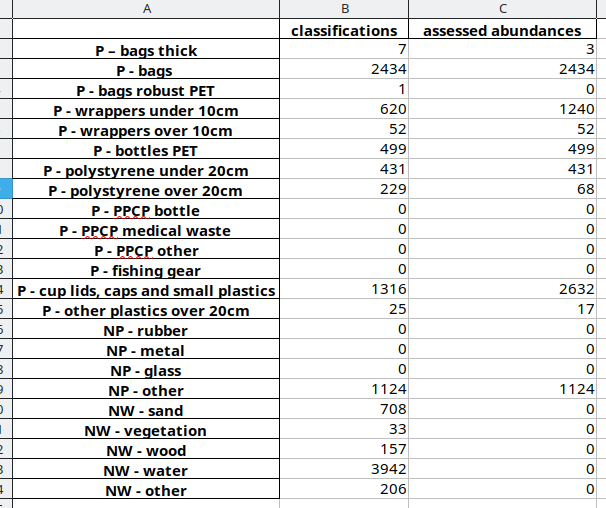 A B C
classifications assessed abundances
P – bags thick 7 3
P - bags 2434 2434
P - bags robust PET 1 0
P - wrappers under 10cm 620 1240
P - wrappers over 10cm 52 52
P - bottles PET 499 499
P - polystyrene under 20cm 431 431
P - polystyrene over 20cm 229 68
P - PPCP bottle 0 0
P - PPCP medical waste 0 0
P - PPCP other 0 0
P - fishing gear 0 0
P - cup lids, caps and small plastics 1316 2632
P - other plastics over 20cm 25 17
NP - rubber 0 0
NP - metal 0 0
NP - glass 0 0
NP - other 1124 1124
NW - sand 708 0
NW - vegetation 33 0
NW - wood 157 0
NW - water 3942 0
NW - other 206 0